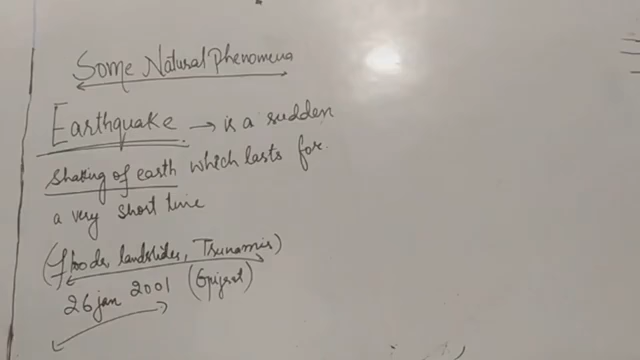 Some Natural Phenomena
Earthquake → is a sudden
shaking of earth which lasts for
a very short time
(floods, landslides, Tsunamis)
26 jan 2001 (Gujarat)